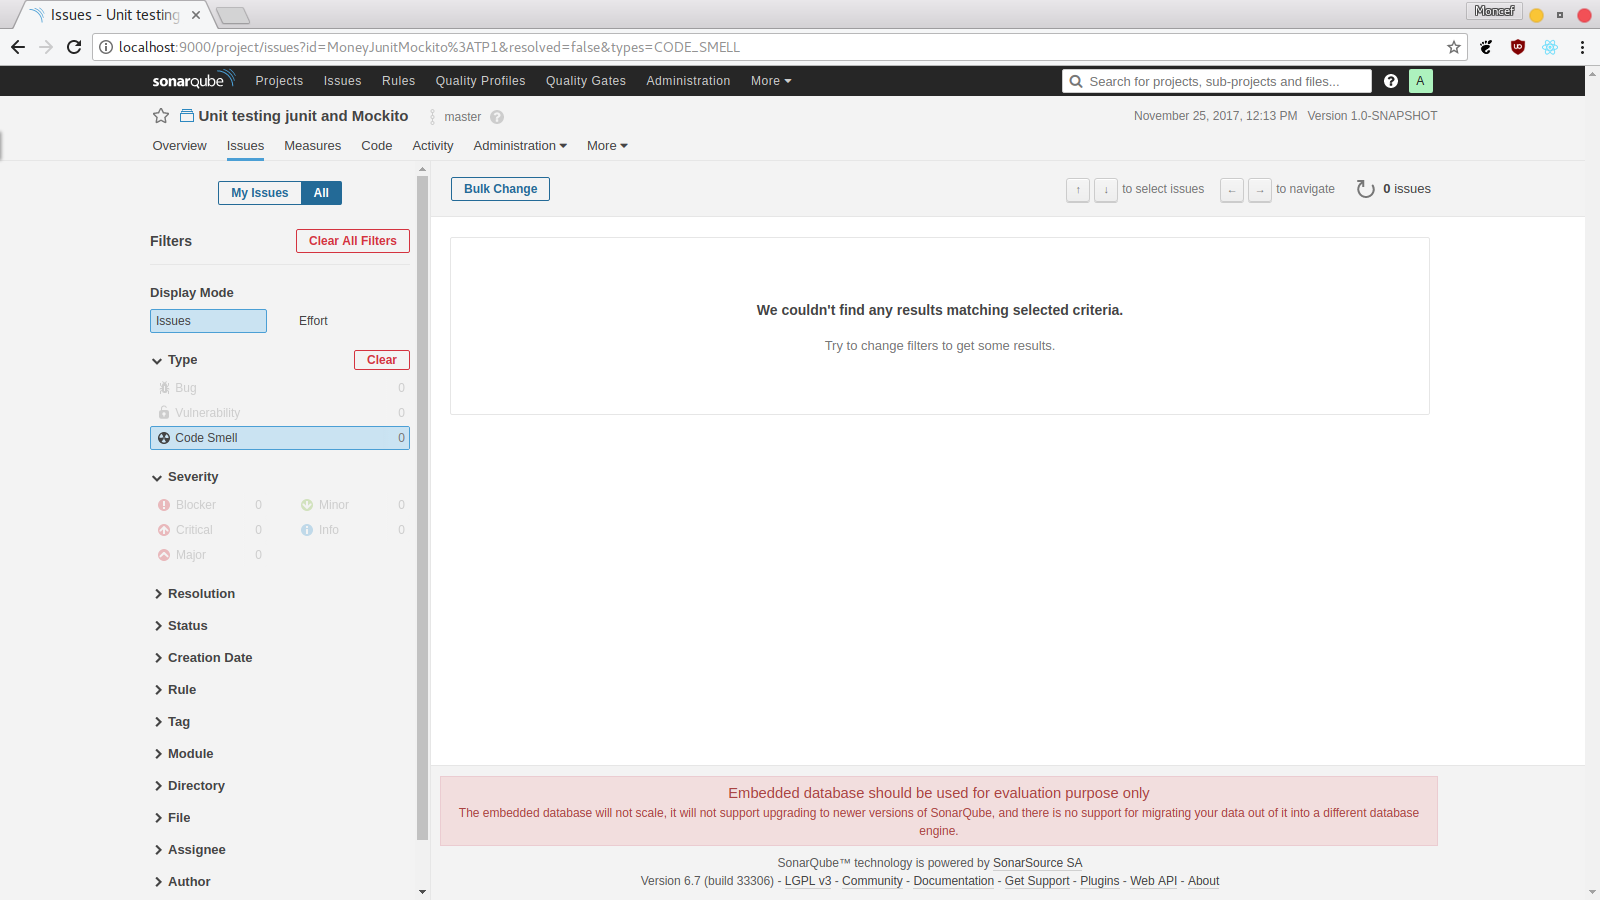 Issues - Unit testing
Moncef
localhost:9000/project/issues?id=MoneyJunitMockito%3ATP1&resolved=false&types=CODE_SMELL
sonarqube Projects Issues Rules Quality Profiles Quality Gates Administration More Search for projects, sub-projects and files... ? A
Unit testing junit and Mockito master ? November 25, 2017, 12:13 PM Version 1.0-SNAPSHOT
Overview Issues Measures Code Activity Administration More
My Issues All
Bulk Change ↑ ↓ to select issues ← → to navigate 0 issues
Filters Clear All Filters
Display Mode
Issues Effort
Type Clear
Bug 0
Vulnerability 0
Code Smell 0
Severity
Blocker 0 Minor 0
Critical 0 Info 0
Major 0
Resolution
Status
Creation Date
Rule
Tag
Module
Directory
File
Assignee
Author
We couldn't find any results matching selected criteria.
Try to change filters to get some results.
Embedded database should be used for evaluation purpose only
The embedded database will not scale, it will not support upgrading to newer versions of SonarQube, and there is no support for migrating your data out of it into a different database
engine.
SonarQube™ technology is powered by SonarSource SA
Version 6.7 (build 33306) - LGPL v3 - Community - Documentation - Get Support - Plugins - Web API - About